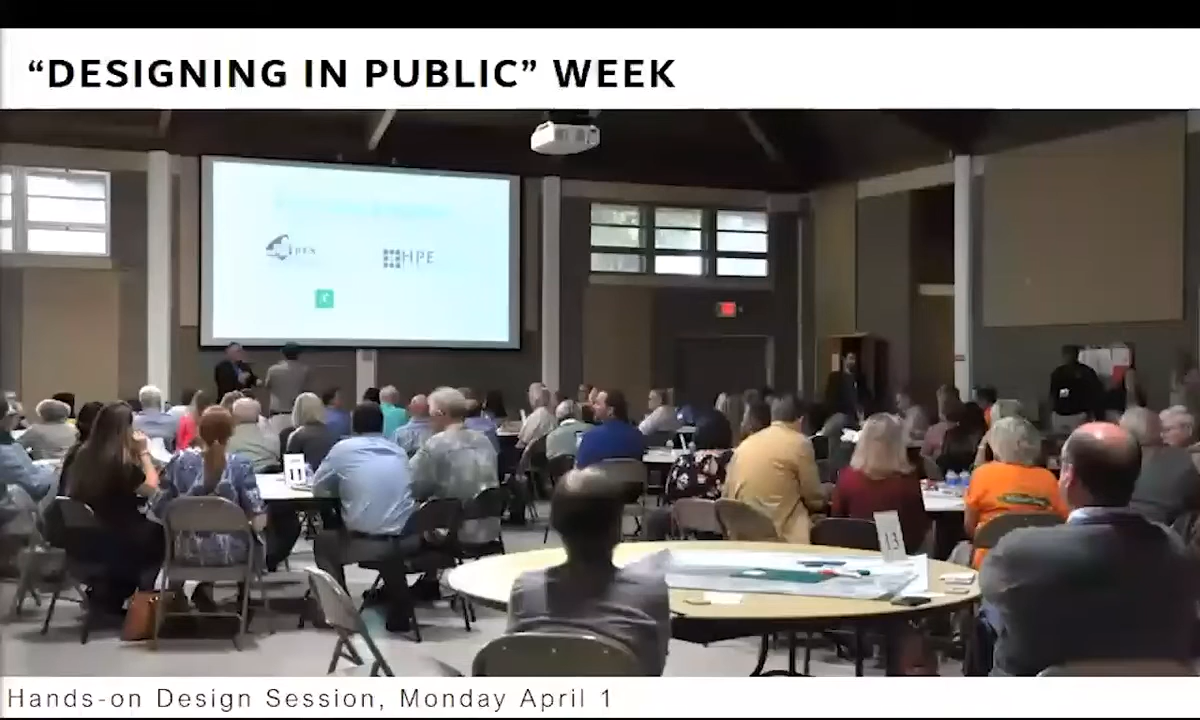 “DESIGNING IN PUBLIC” WEEK
HPE
11
13
Hands-on Design Session, Monday April 1